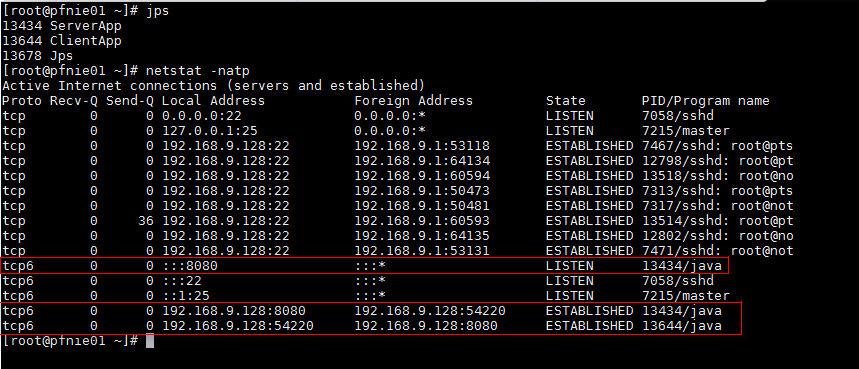 [root@pfnie01 ~]# jps
13434 ServerApp
13644 ClientApp
13678 Jps
[root@pfnie01 ~]# netstat -natp
Active Internet connections (servers and established)
Proto Recv-Q Send-Q Local Address           Foreign Address         State       PID/Program name
tcp        0      0 0.0.0.0:22              0.0.0.0:*               LISTEN      7058/sshd
tcp        0      0 127.0.0.1:25            0.0.0.0:*               LISTEN      7215/master
tcp        0      0 192.168.9.128:22        192.168.9.1:53118       ESTABLISHED 7467/sshd: root@pts
tcp        0      0 192.168.9.128:22        192.168.9.1:64134       ESTABLISHED 12798/sshd: root@pt
tcp        0      0 192.168.9.128:22        192.168.9.1:60594       ESTABLISHED 13518/sshd: root@no
tcp        0      0 192.168.9.128:22        192.168.9.1:50473       ESTABLISHED 7313/sshd: root@pts
tcp        0      0 192.168.9.128:22        192.168.9.1:50481       ESTABLISHED 7317/sshd: root@not
tcp        0     36 192.168.9.128:22        192.168.9.1:60593       ESTABLISHED 13514/sshd: root@pt
tcp        0      0 192.168.9.128:22        192.168.9.1:64135       ESTABLISHED 12802/sshd: root@no
tcp        0      0 192.168.9.128:22        192.168.9.1:53131       ESTABLISHED 7471/sshd: root@not
tcp6       0      0 :::8080                 :::*                    LISTEN      13434/java
tcp6       0      0 :::22                   :::*                    LISTEN      7058/sshd
tcp6       0      0 ::1:25                  :::*                    LISTEN      7215/master
tcp6       0      0 192.168.9.128:8080      192.168.9.128:54220     ESTABLISHED 13434/java
tcp6       0      0 192.168.9.128:54220     192.168.9.128:8080      ESTABLISHED 13644/java
[root@pfnie01 ~]#